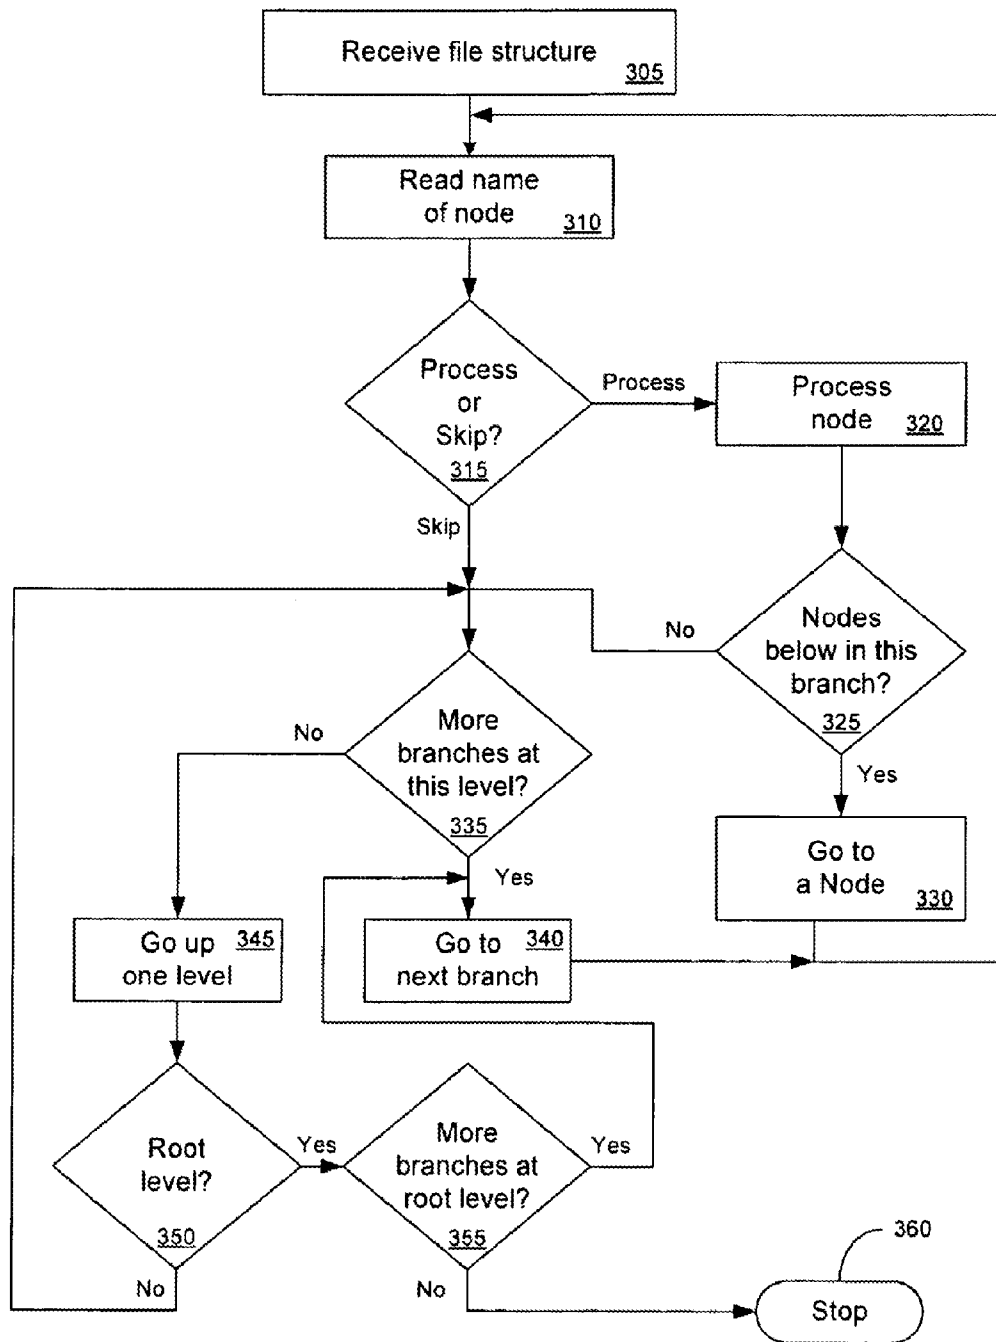 Receive file structure
305
Read name
of node
310
Process
or
Skip?
315
Process
Process
node
320
Skip
Nodes
below in this
branch?
325
No
Yes
More
branches at
this level?
335
No
Yes
Go to
a Node
330
Go up
one level
345
Go to
next branch
340
Root
level?
350
Yes
No
More
branches at
root level?
355
Yes
No
360
Stop